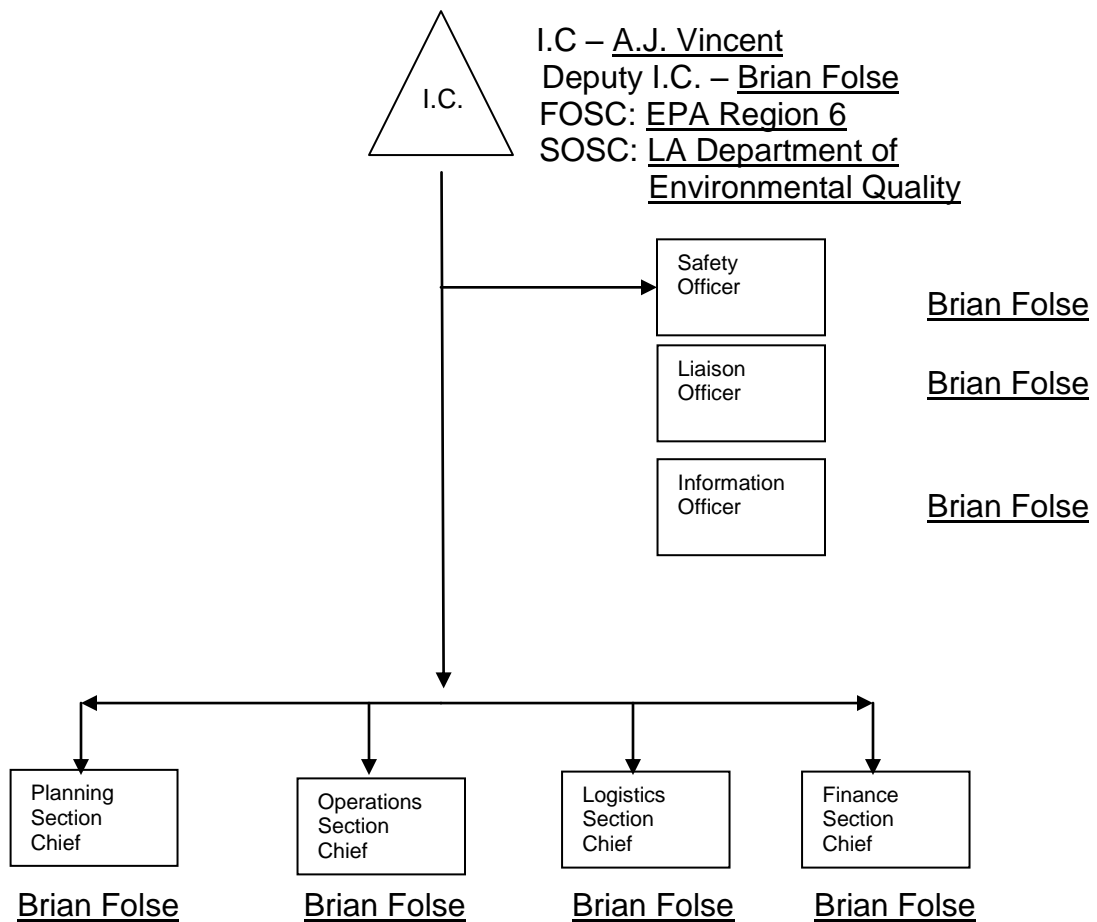 I.C.
I.C – A.J. Vincent
Deputy I.C. – Brian Folse
FOSC: EPA Region 6
SOSC: LA Department of
Environmental Quality
Safety
Officer
Brian Folse
Liaison
Officer
Brian Folse
Information
Officer
Brian Folse
Planning
Section
Chief
Brian Folse
Operations
Section
Chief
Brian Folse
Logistics
Section
Chief
Brian Folse
Finance
Section
Chief
Brian Folse